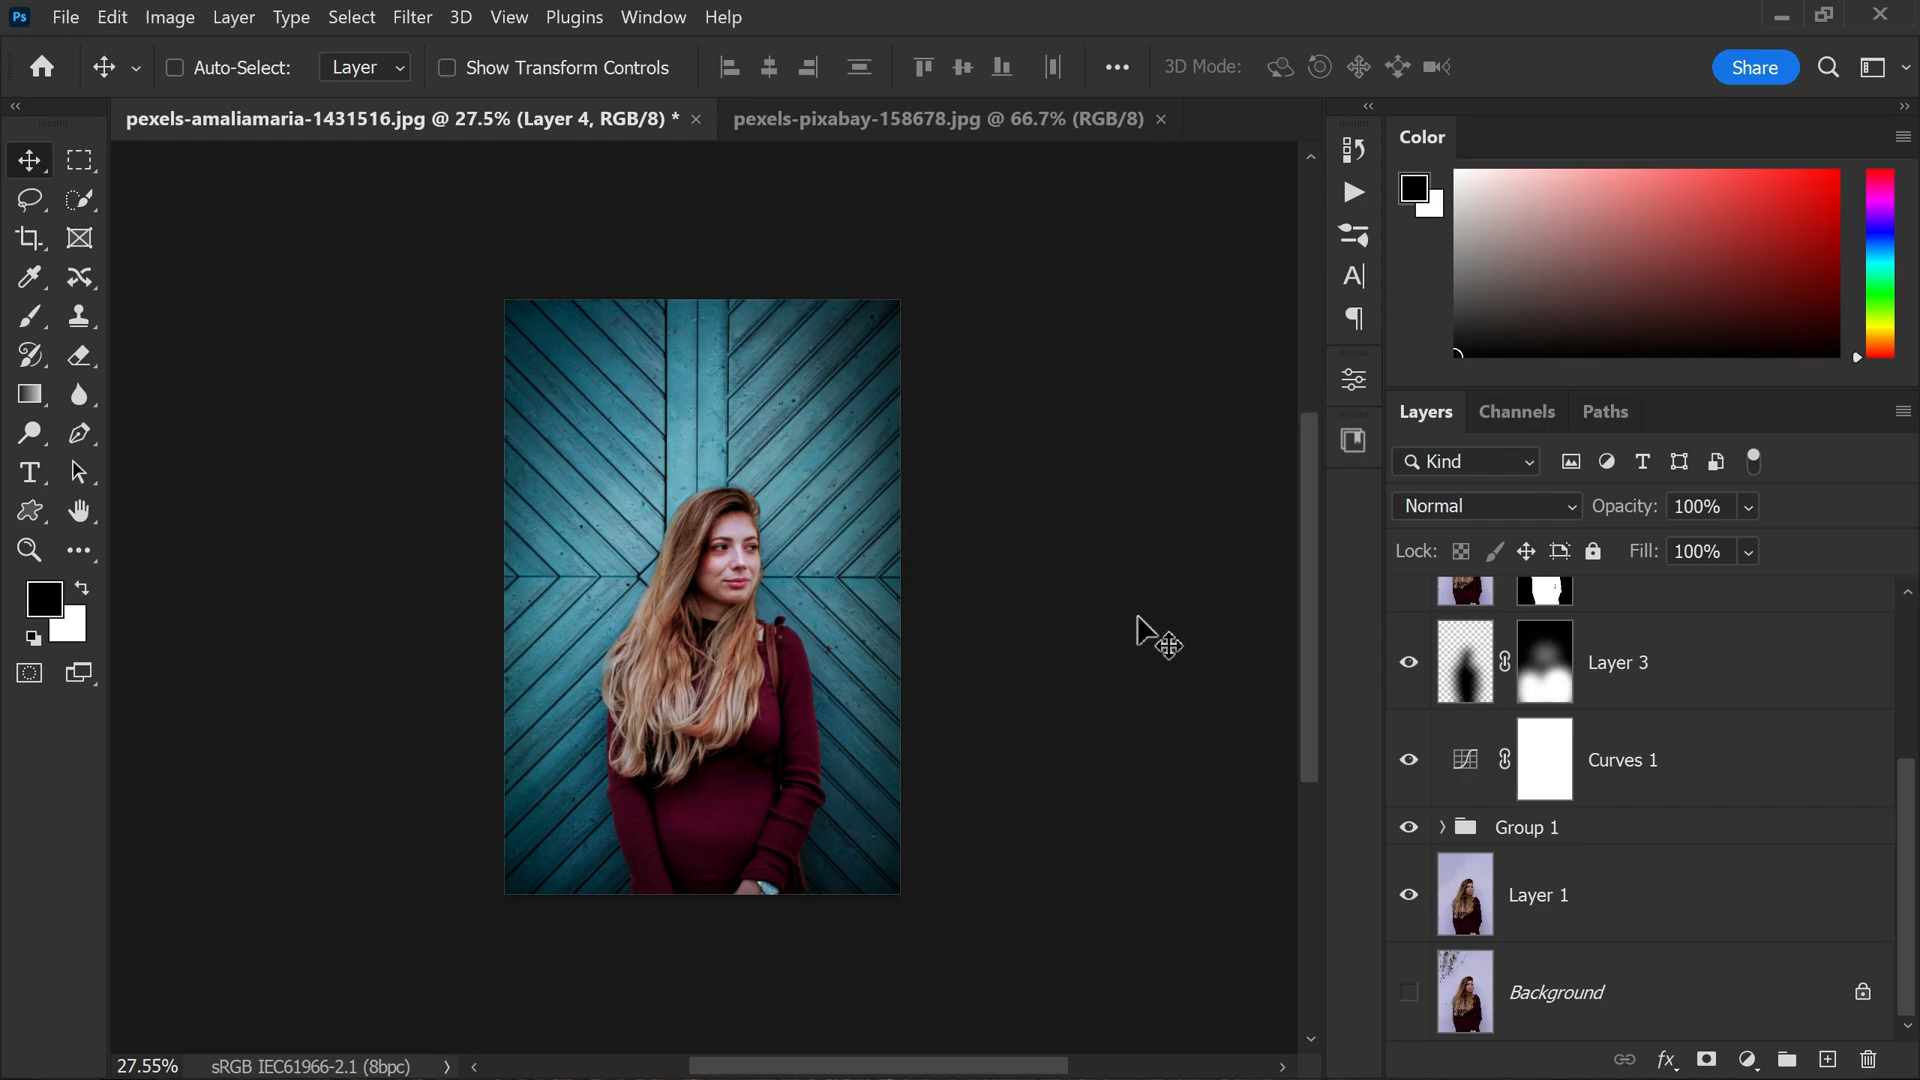 Ps File Edit Image Layer Type Select Filter 3D View Plugins Window Help
Auto-Select: Layer Show Transform Controls 3D Mode: Share
pexels-amaliamaria-1431516.jpg @ 27.5% (Layer 4, RGB/8) * pexels-pixabay-158678.jpg @ 66.7% (RGB/8)
Color
Layers Channels Paths
Kind
Normal Opacity: 100%
Lock: Fill: 100%
Layer 3
Curves 1
Group 1
Layer 1
Background
27.55% sRGB IEC61966-2.1 (8bpc)